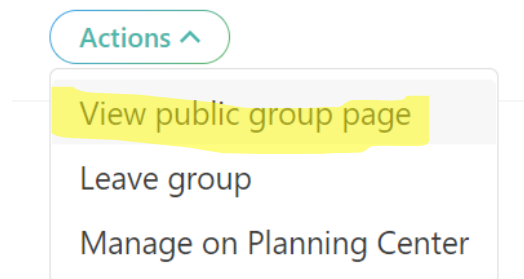 Actions
View public group page
Leave group
Manage on Planning Center